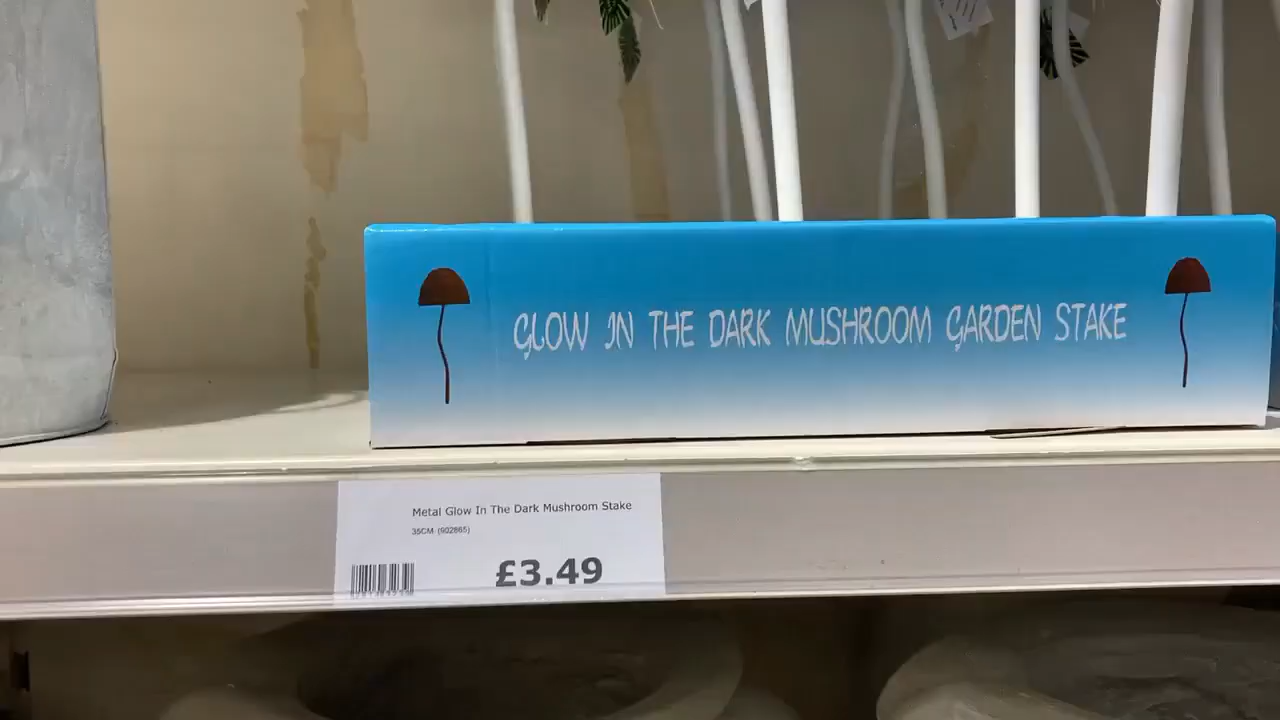 GLOW IN THE DARK MUSHROOM GARDEN STAKE
Metal Glow In The Dark Mushroom Stake
35CM (902865)
£3.49